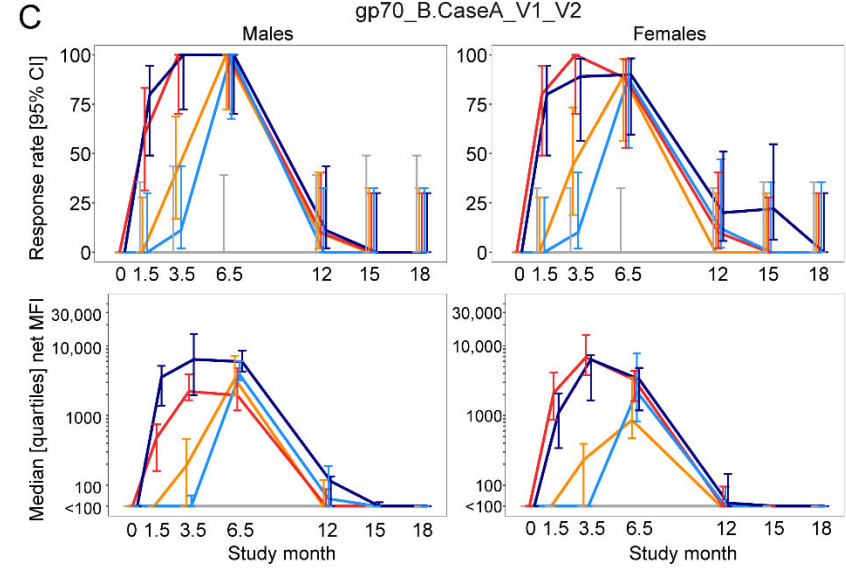 C
gp70_B.CaseA_V1_V2
Males
Females
Response rate [95% CI]
100
75
50
25
0
100
75
50
25
0
0 1.5 3.5 6.5 12 15 18
0 1.5 3.5 6.5 12 15 18
Median [quartiles] net MFI
30,000
10,000
1000
100
<100
30,000
10,000
1000
100
<100
0 1.5 3.5 6.5 12 15 18
0 1.5 3.5 6.5 12 15 18
Study month
Study month